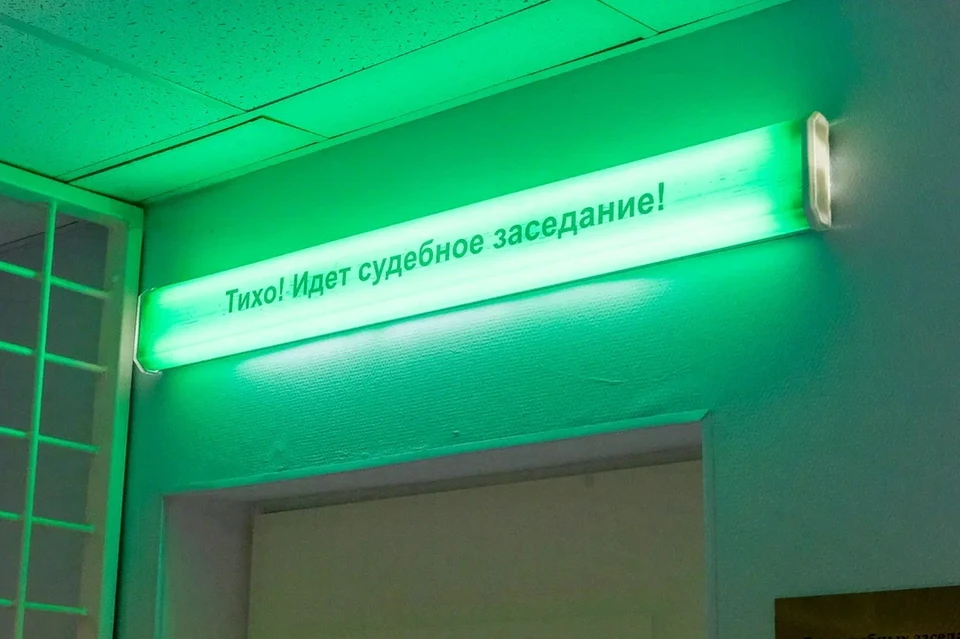 Тихо! Идет судебное заседание!